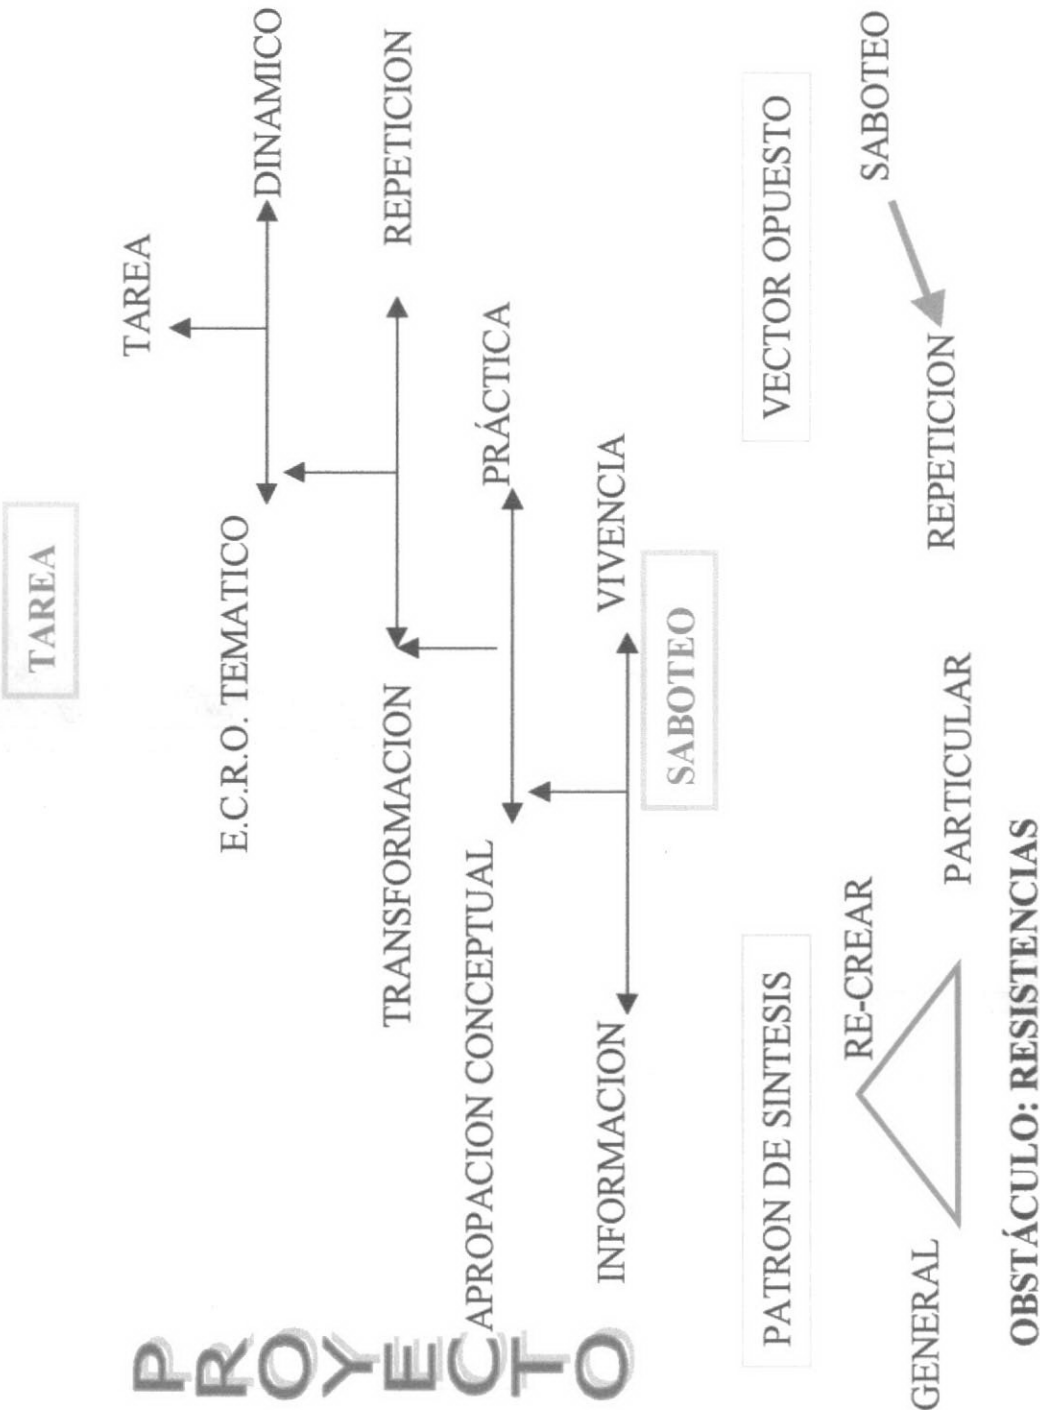 TAREA
TAREA
E.C.R.O. TEMATICO
DINAMICO
TRANSFORMACION
REPETICION
APROPACION CONCEPTUAL
PRÁCTICA
INFORMACION
VIVENCIA
PROYECTO
SABOTEO
PATRON DE SINTESIS
VECTOR OPUESTO
RE-CREAR
SABOTEO
GENERAL
PARTICULAR
REPETICION
OBSTÁCULO: RESISTENCIAS